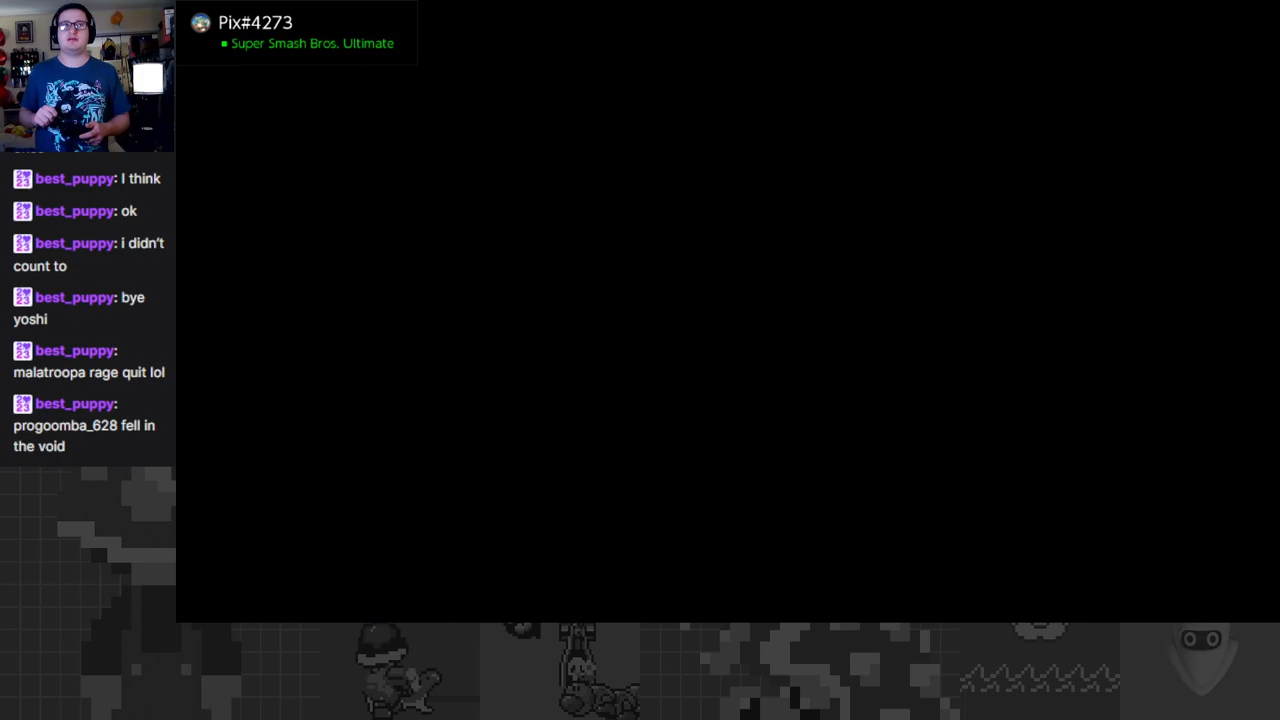 Pix#4273
Super Smash Bros. Ultimate
best_puppy: I think
best_puppy: ok
best_puppy: i didn't
count to
best_puppy: bye
yoshi
best_puppy:
malatroopa rage quit lol
best_puppy:
progoomba_628 fell in
the void